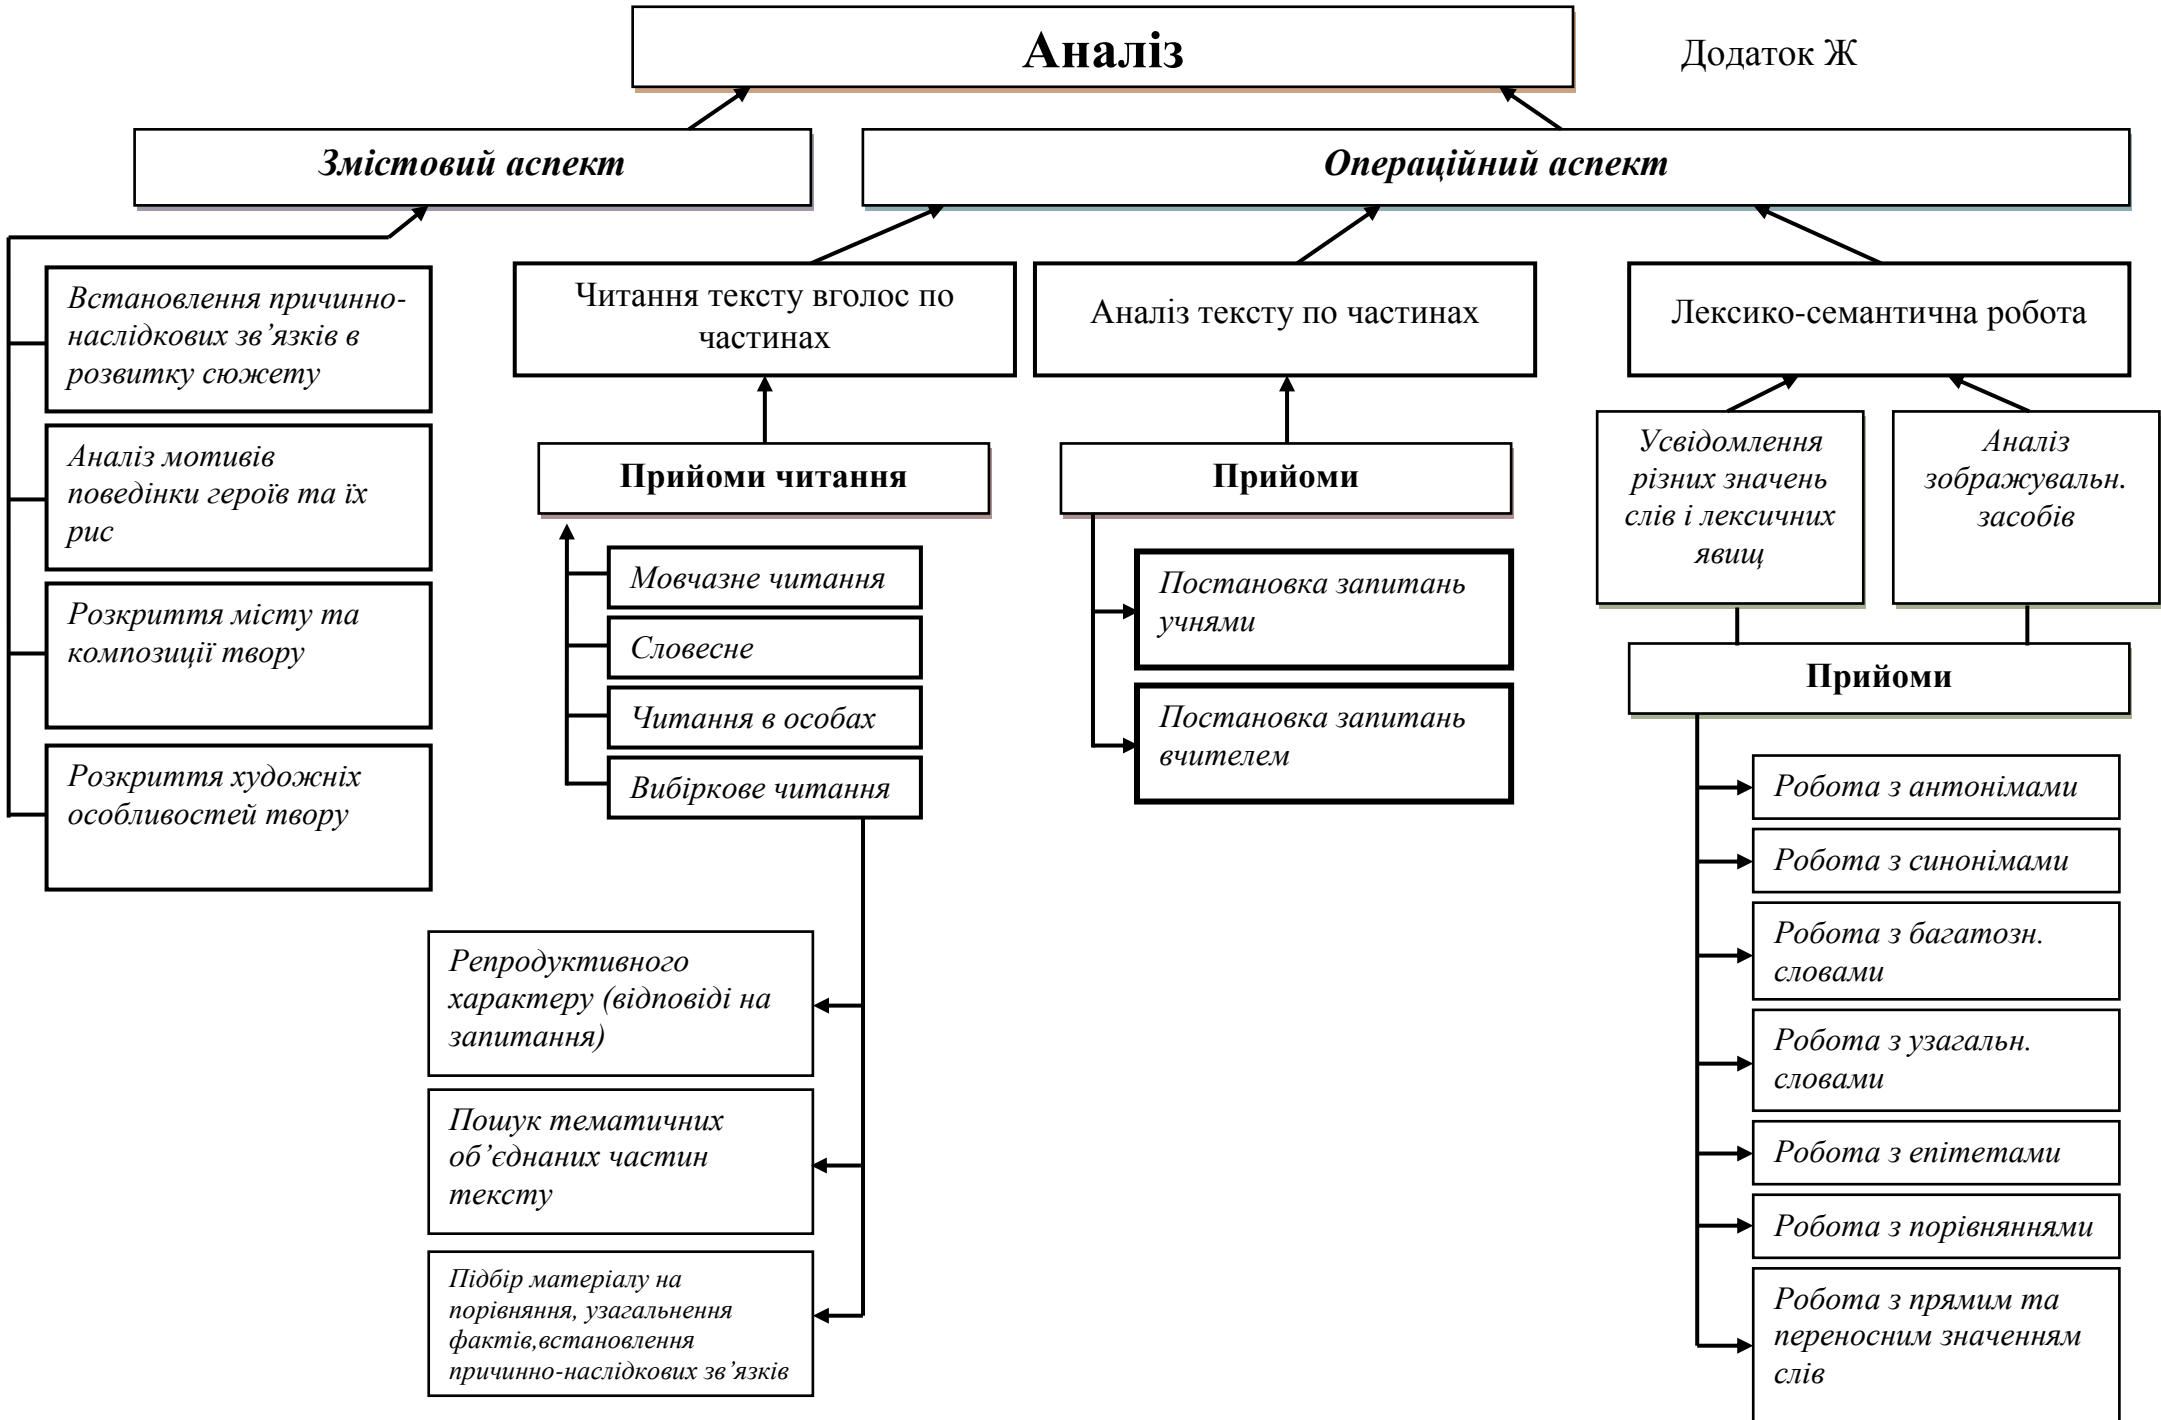 Аналіз
Додаток Ж
Змістовий аспект
Операційний аспект
Встановлення причинно-
наслідкових зв’язків в
розвитку сюжету
Аналіз мотивів
поведінки героїв та їх
рис
Розкриття місту та
композиції твору
Розкриття художніх
особливостей твору
Читання тексту вголос по
частинах
Прийоми читання
Мовчазне читання
Словесне
Читання в особах
Вибіркове читання
Репродуктивного
характеру (відповіді на
запитання)
Пошук тематичних
об’єднаних частин
тексту
Підбір матеріалу на
порівняння, узагальнення
фактів,встановлення
причинно-наслідкових зв’язків
Аналіз тексту по частинах
Прийоми
Постановка запитань
учнями
Постановка запитань
вчителем
Лексико-семантична робота
Усвідомлення
різних значень
слів і лексичних
явищ
Аналіз
зображувальн.
засобів
Прийоми
Робота з антонімами
Робота з синонімами
Робота з багатозн.
словами
Робота з узагальн.
словами
Робота з епітетами
Робота з порівняннями
Робота з прямим та
переносним значенням
слів